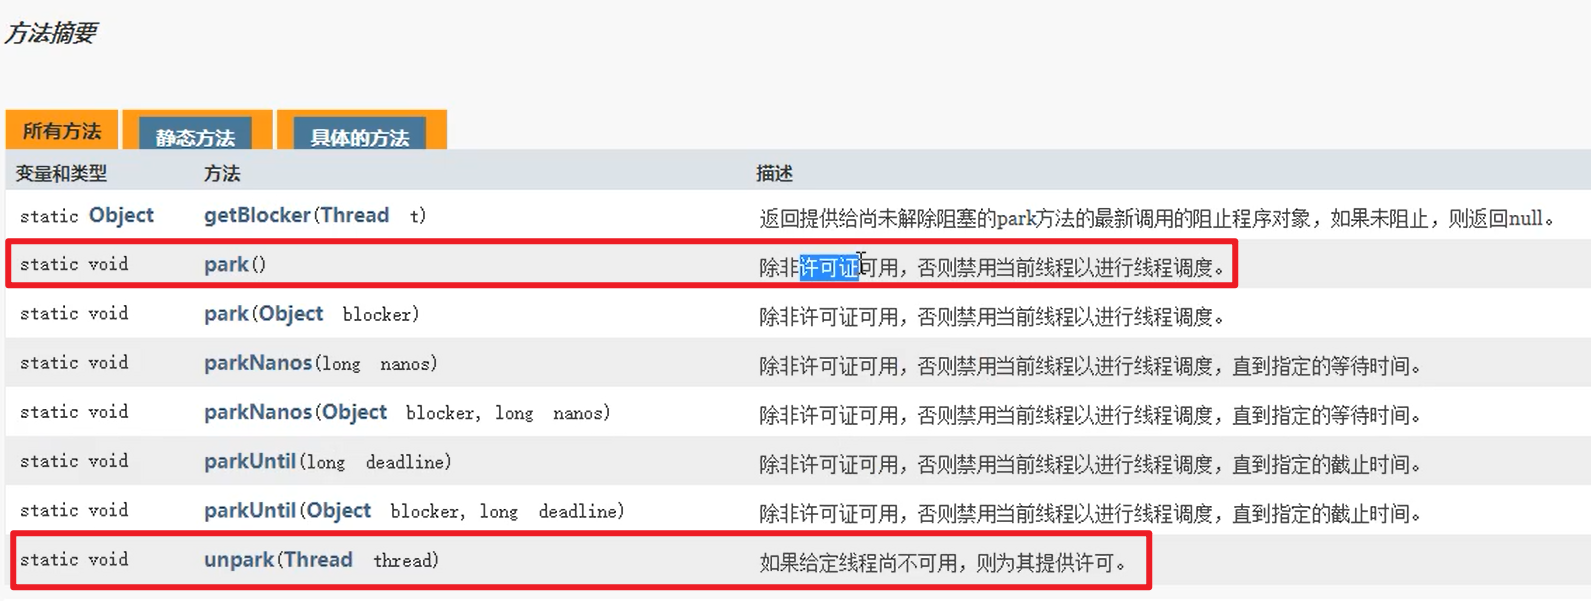 方法摘要
所有方法 静态方法 具体的方法
变量和类型 方法 描述
static Object getBlocker(Thread t) 返回提供给尚未解除阻塞的park方法的最新调用的阻止程序对象，如果未阻止，则返回null。
static void park() 除非许可证可用，否则禁用当前线程以进行线程调度。
static void park(Object blocker) 除非许可证可用，否则禁用当前线程以进行线程调度。
static void parkNanos(long nanos) 除非许可证可用，否则禁用当前线程以进行线程调度，直到指定的等待时间。
static void parkNanos(Object blocker, long nanos) 除非许可证可用，否则禁用当前线程以进行线程调度，直到指定的等待时间。
static void parkUntil(long deadline) 除非许可证可用，否则禁用当前线程以进行线程调度，直到指定的截止时间。
static void parkUntil(Object blocker, long deadline) 除非许可证可用，否则禁用当前线程以进行线程调度，直到指定的截止时间。
static void unpark(Thread thread) 如果给定线程尚不可用，则为其提供许可。